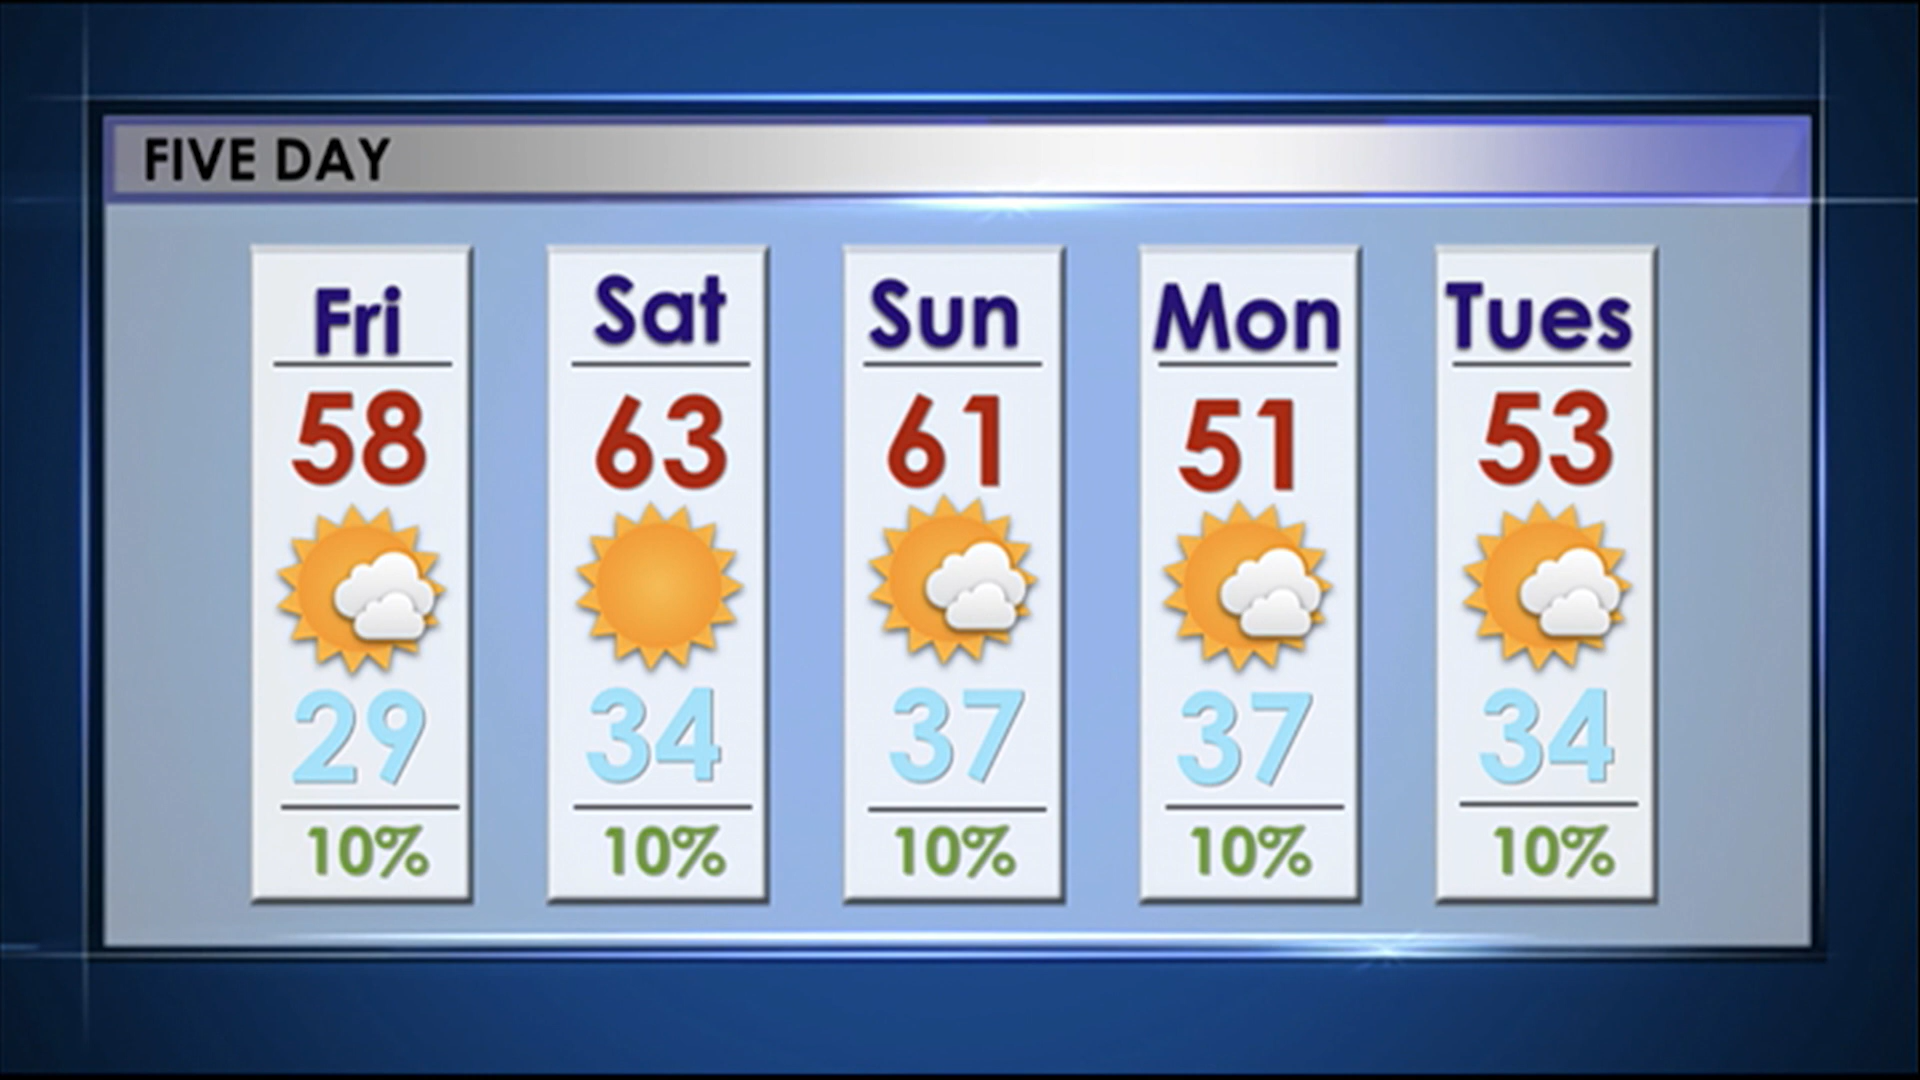 FIVE DAY
Fri Sat Sun Mon Tues
58 63 61 51 53
29 34 37 37 34
10% 10% 10% 10% 10%